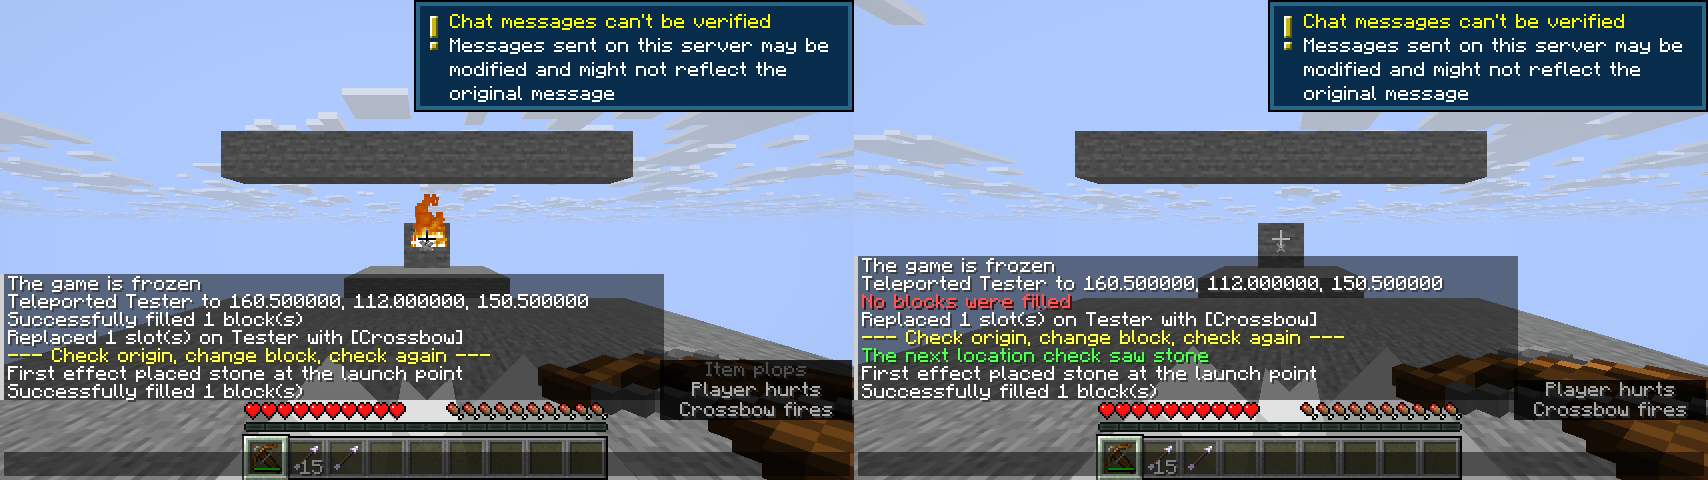 Chat messages can't be verified
Messages sent on this server may be
modified and might not reflect the
original message
The game is frozen
Teleported Tester to 160.500000, 112.000000, 150.500000
Successfully filled 1 block(s)
Replaced 1 slot(s) on Tester with [Crossbow]
--- Check origin, change block, check again ---
First effect placed stone at the launch point
Successfully filled 1 block(s)
Item plops
Player hurts
Crossbow fires
15
Chat messages can't be verified
Messages sent on this server may be
modified and might not reflect the
original message
The game is frozen
Teleported Tester to 160.500000, 112.000000, 150.500000
No blocks were filled
Replaced 1 slot(s) on Tester with [Crossbow]
--- Check origin, change block, check again ---
The next location check saw stone
First effect placed stone at the launch point
Successfully filled 1 block(s)
Player hurts
Crossbow fires
15